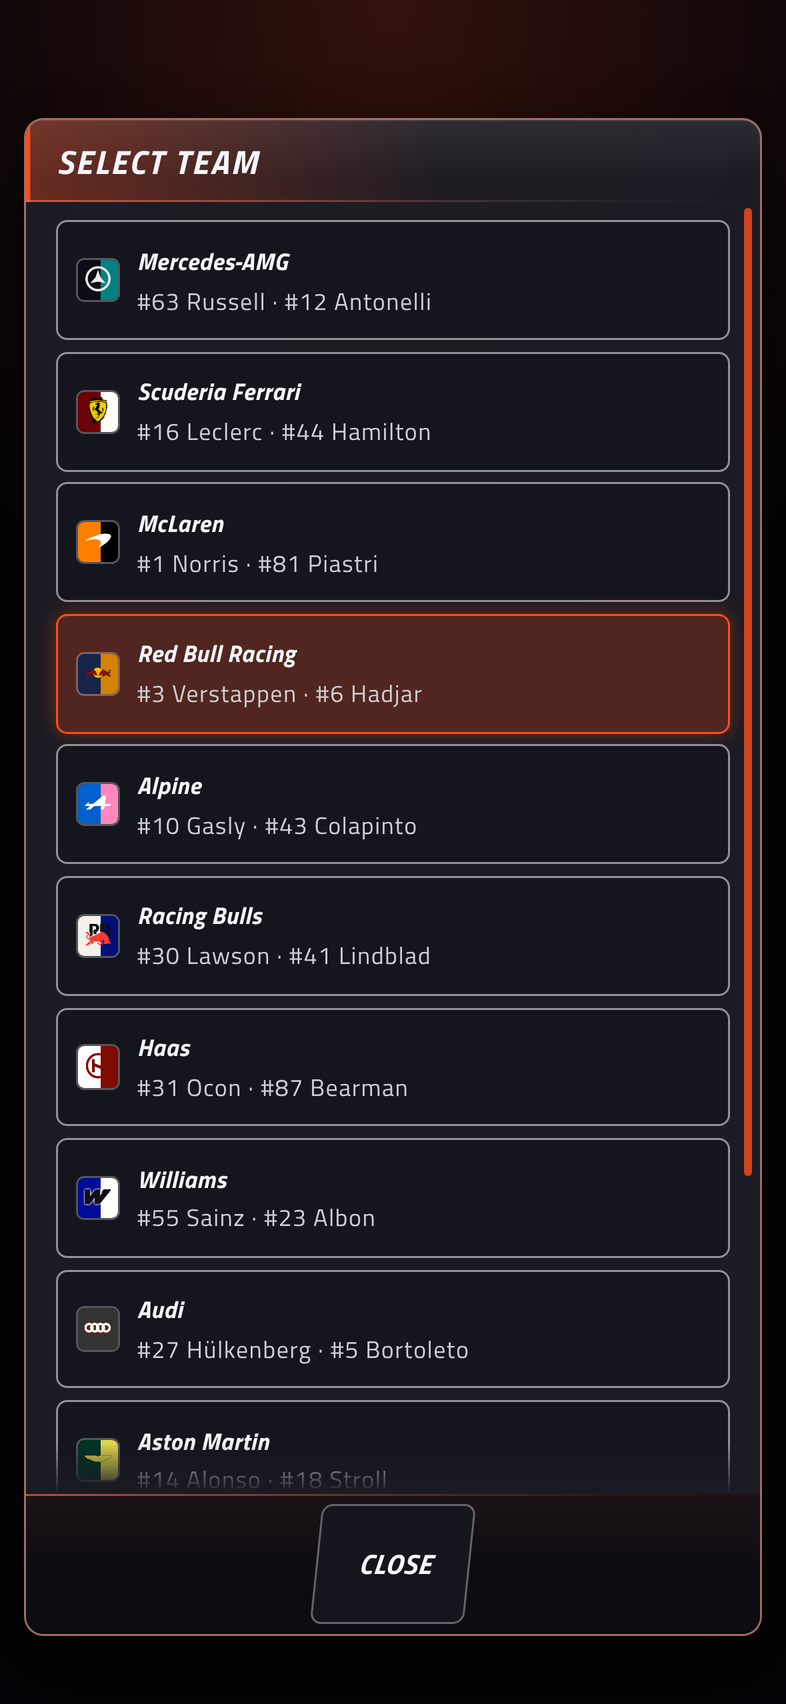 SELECT TEAM
Mercedes-AMG
#63 Russell · #12 Antonelli
Scuderia Ferrari
#16 Leclerc · #44 Hamilton
McLaren
#1 Norris · #81 Piastri
Red Bull Racing
#3 Verstappen · #6 Hadjar
Alpine
#10 Gasly · #43 Colapinto
Racing Bulls
#30 Lawson · #41 Lindblad
Haas
#31 Ocon · #87 Bearman
Williams
#55 Sainz · #23 Albon
Audi
#27 Hülkenberg · #5 Bortoleto
Aston Martin
#14 Alonso · #18 Stroll
CLOSE